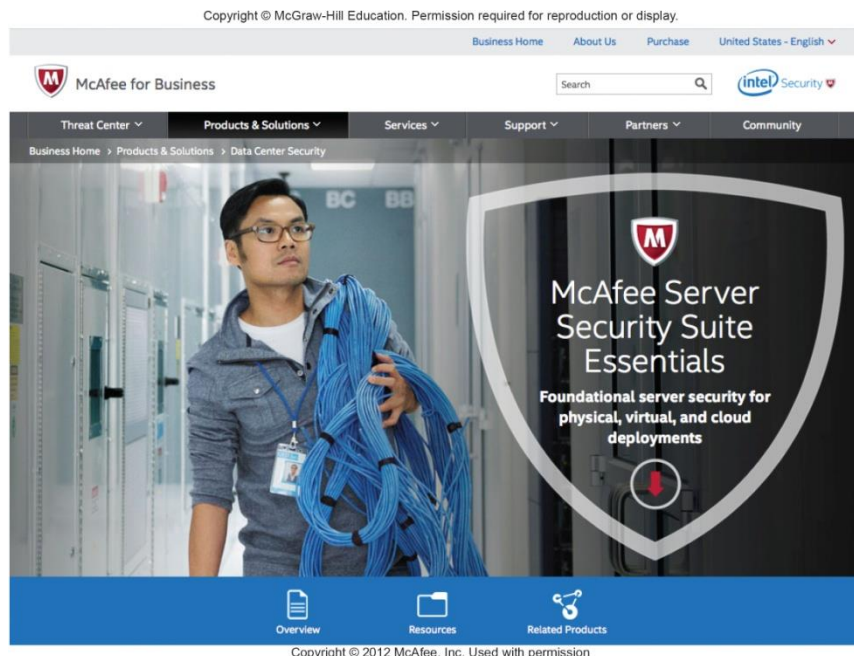 Copyright © McGraw-Hill Education. Permission required for reproduction or display.
Business Home About Us Purchase United States - English
M McAfee for Business Search intel Security
Threat Center Products & Solutions Services Support Partners Community
Business Home > Products & Solutions > Data Center Security
BC BB
M
McAfee Server
Security Suite
Essentials
Foundational server security for
physical, virtual, and cloud
deployments
Overview Resources Related Products
Copyright © 2012 McAfee, Inc. Used with permission